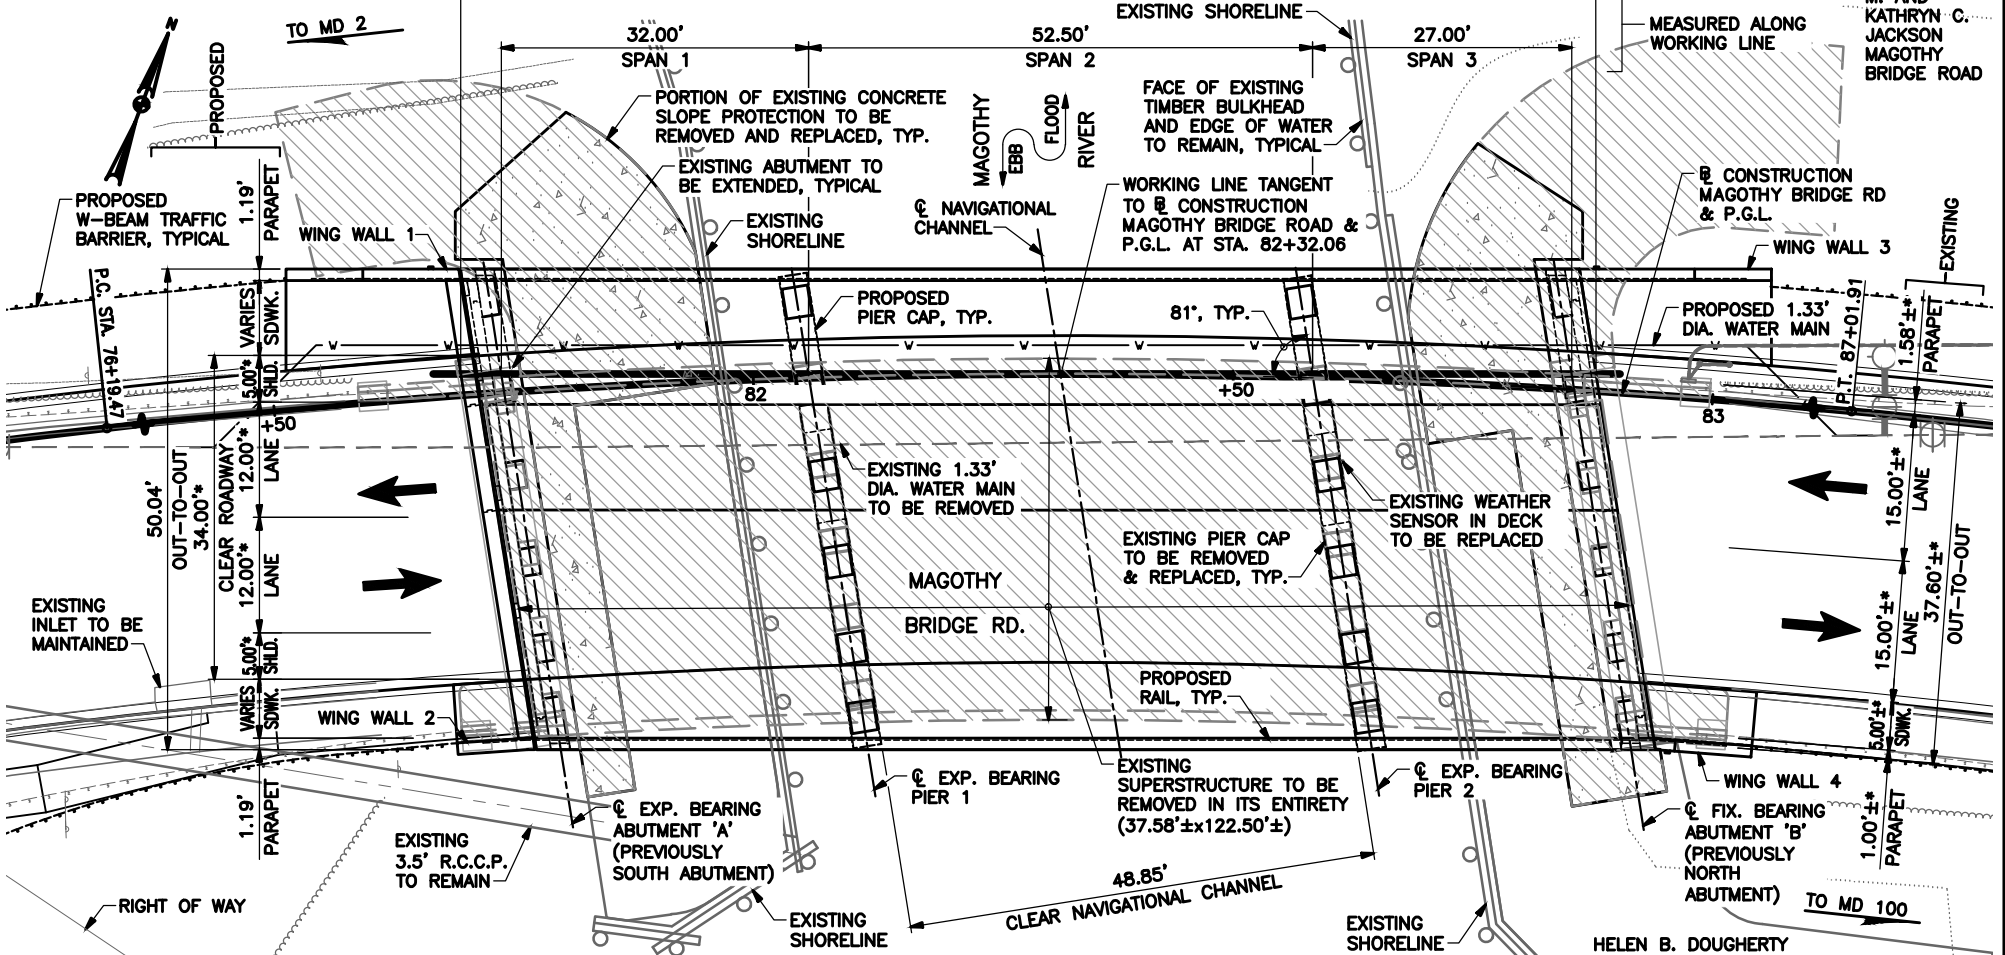 TO MD 2
32.00'
SPAN 1
52.50'
SPAN 2
27.00'
SPAN 3
EXISTING SHORELINE
MEASURED ALONG
WORKING LINE
KATHRYN C.
JACKSON
MAGOTHY
BRIDGE ROAD
N
PROPOSED
PORTION OF EXISTING CONCRETE
SLOPE PROTECTION TO BE
REMOVED AND REPLACED, TYP.
EXISTING ABUTMENT TO
BE EXTENDED, TYPICAL
MAGOTHY
EBB
FLOOD
RIVER
FACE OF EXISTING
TIMBER BULKHEAD
AND EDGE OF WATER
TO REMAIN, TYPICAL
WORKING LINE TANGENT
TO ℄ CONSTRUCTION
MAGOTHY BRIDGE ROAD &
P.G.L. AT STA. 82+32.06
℄ CONSTRUCTION
MAGOTHY BRIDGE RD
& P.G.L.
PROPOSED
W-BEAM TRAFFIC
BARRIER, TYPICAL
1.19'
PARAPET
WING WALL 1
EXISTING
SHORELINE
℄ NAVIGATIONAL
CHANNEL
WING WALL 3
EXISTING
P.C. STA. 76+19.47
VARIES
SDWK.
PROPOSED
PIER CAP, TYP.
81°, TYP.
PROPOSED 1.33'
DIA. WATER MAIN
P.T. 87+01.91
1.58'±*
PARAPET
W W W W W W W W W W W W W
5.00'*
SHLD.
+50
82
+50
83
50.04'
OUT-TO-OUT
34.00'*
CLEAR ROADWAY
12.00'*
LANE
12.00'*
LANE
EXISTING 1.33'
DIA. WATER MAIN
TO BE REMOVED
EXISTING WEATHER
SENSOR IN DECK
TO BE REPLACED
EXISTING PIER CAP
TO BE REMOVED
& REPLACED, TYP.
15.00'±*
LANE
15.00'±*
LANE
37.60'±*
OUT-TO-OUT
MAGOTHY
BRIDGE RD.
EXISTING
INLET TO BE
MAINTAINED
5.00'*
SHLD.
VARIES
SDWK.
WING WALL 2
PROPOSED
RAIL, TYP.
5.00'±*
SDWK.
1.19'
PARAPET
℄ EXP. BEARING
PIER 1
EXISTING
SUPERSTRUCTURE TO BE
REMOVED IN ITS ENTIRETY
(37.58'±x122.50'±)
℄ EXP. BEARING
PIER 2
WING WALL 4
℄ EXP. BEARING
ABUTMENT 'A'
(PREVIOUSLY
SOUTH ABUTMENT)
℄ FIX. BEARING
ABUTMENT 'B'
(PREVIOUSLY
NORTH
ABUTMENT)
1.00'±*
PARAPET
EXISTING
3.5' R.C.C.P.
TO REMAIN
48.85'
CLEAR NAVIGATIONAL CHANNEL
RIGHT OF WAY
EXISTING
SHORELINE
EXISTING
SHORELINE
TO MD 100
HELEN B. DOUGHERTY